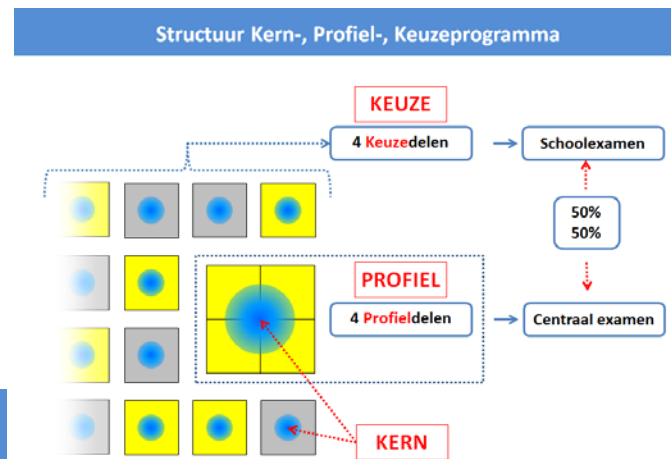 Structuur Kern-, Profiel-, Keuzeprogramma
KEUZE
4 Keuzedelen
Schoolexamen
50%
50%
PROFIEL
4 Profieldelen
Centraal examen
KERN